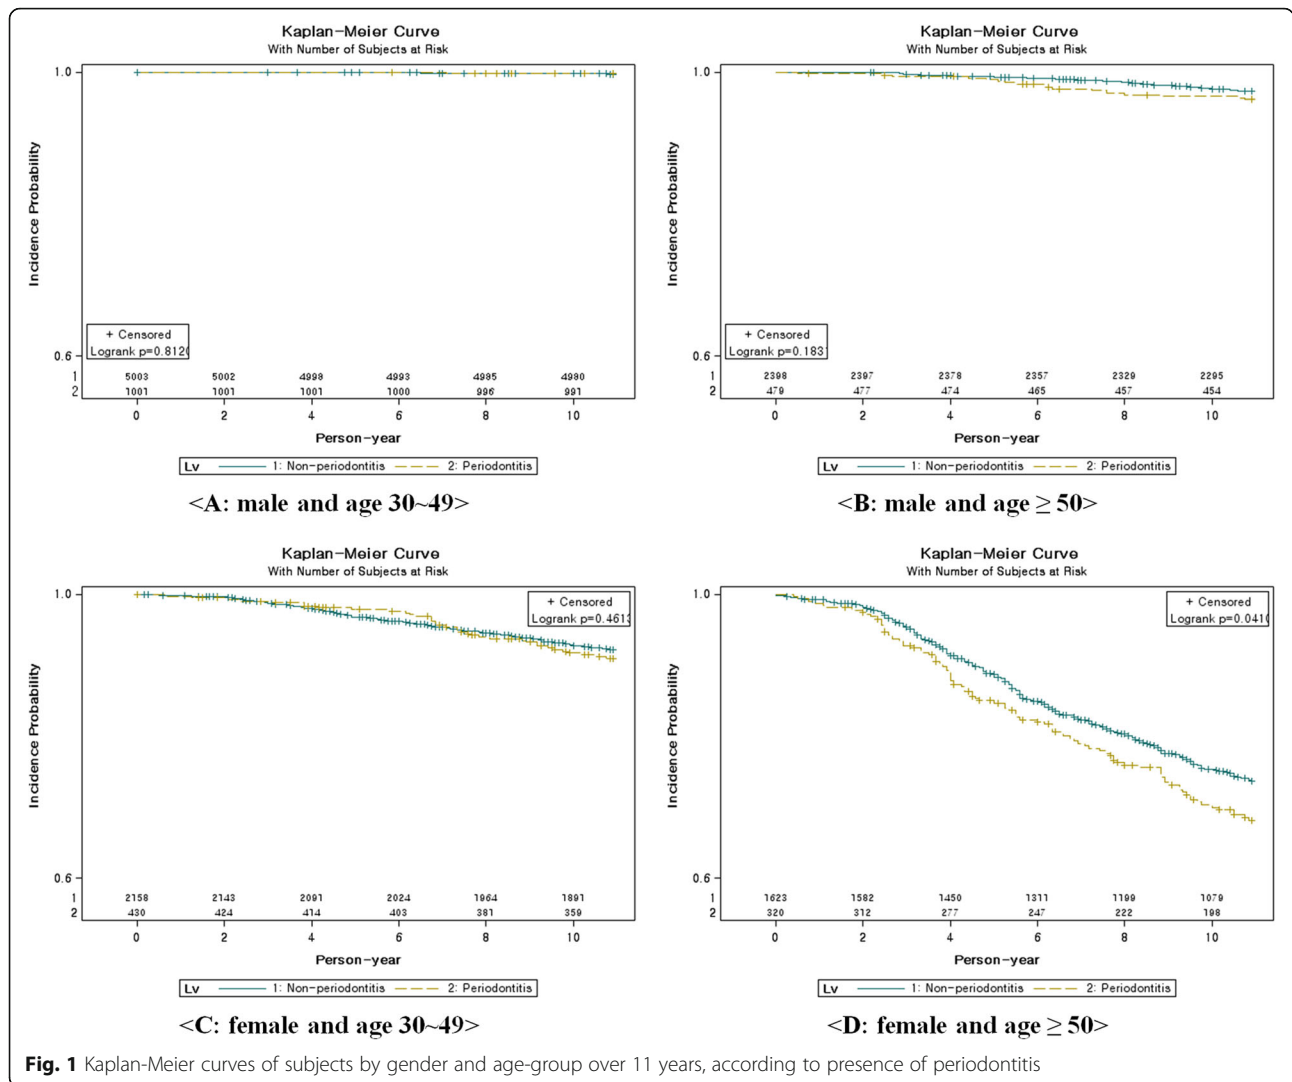 Kaplan-Meier Curve
With Number of Subjects at Risk
1.0
Incidence Probability
+ Censored
Logrank p=0.8120
0.6
1 5003 5002 4998 4993 4985 4980
2 1001 1001 1001 1000 996 991
0 2 4 6 8 10
Person-year
Lv 1: Non-periodontitis 2: Periodontitis
<A: male and age 30~49>
Kaplan-Meier Curve
With Number of Subjects at Risk
1.0
Incidence Probability
+ Censored
Logrank p=0.183
0.6
1 2398 2397 2378 2357 2329 2295
2 479 477 474 465 457 454
0 2 4 6 8 10
Person-year
Lv 1: Non-periodontitis 2: Periodontitis
<B: male and age ≥ 50>
Kaplan-Meier Curve
With Number of Subjects at Risk
1.0
Incidence Probability
+ Censored
Logrank p=0.4613
0.6
1 2158 2143 2091 2024 1964 1891
2 430 424 414 403 381 359
0 2 4 6 8 10
Person-year
Lv 1: Non-periodontitis 2: Periodontitis
<C: female and age 30~49>
Kaplan-Meier Curve
With Number of Subjects at Risk
1.0
Incidence Probability
+ Censored
Logrank p=0.0410
0.6
1 1623 1582 1450 1311 1199 1079
2 320 312 277 247 222 198
0 2 4 6 8 10
Person-year
Lv 1: Non-periodontitis 2: Periodontitis
<D: female and age ≥ 50>
Fig. 1 Kaplan-Meier curves of subjects by gender and age-group over 11 years, according to presence of periodontitis